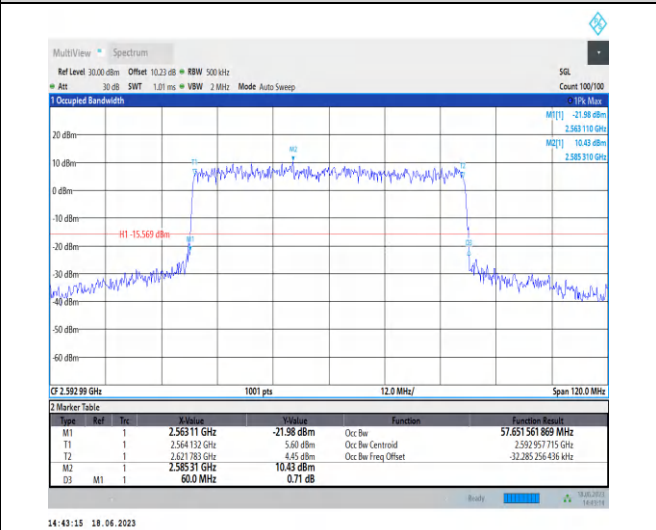 MultiView Spectrum
Ref Level 30.00 dBm Offset 10.23 dB RBW 500 kHz SGL
Att 30 dB SWT 1.01 ms VBW 2 MHz Mode Auto Sweep Count 100/100
1 Occupied Bandwidth 1Pk Max
M1[1] -21.98 dBm
2.563 110 GHz
M2[1] 10.43 dBm
2.585 310 GHz
20 dBm
M2
T1
T2
10 dBm
0 dBm
-10 dBm
H1 -15.569 dBm
M1
D3
-20 dBm
-30 dBm
-40 dBm
-50 dBm
-60 dBm
CF 2.592 99 GHz 1001 pts 12.0 MHz/ Span 120.0 MHz
2 Marker Table
Type Ref Trc X-Value Y-Value Function Function Result
M1 1 2.563 11 GHz -21.98 dBm Occ Bw 57.651 561 869 MHz
T1 1 2.564 132 GHz 5.60 dBm Occ Bw Centroid 2.592 957 715 GHz
T2 1 2.621 783 GHz 4.45 dBm Occ Bw Freq Offset -32.285 256 436 kHz
M2 1 2.585 31 GHz 10.43 dBm
D3 M1 1 60.0 MHz 0.71 dB
Ready 18.06.2023
14:43:15
14:43:15 18.06.2023